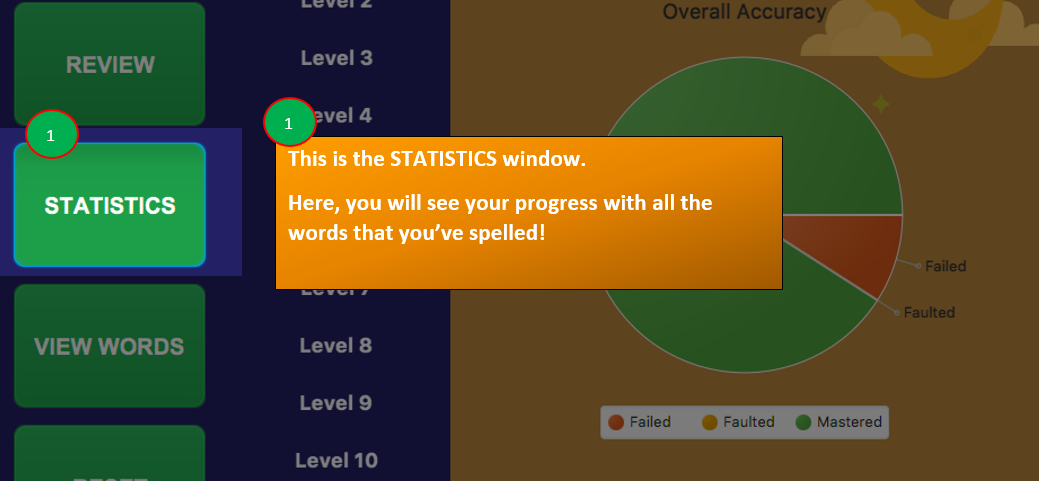 REVIEW
1
STATISTICS
VIEW WORDS
RESET
Level 2
Level 3
Level 4
Level 7
Level 8
Level 9
Level 10
1
This is the STATISTICS window.
Here, you will see your progress with all the
words that you’ve spelled!
Overall Accuracy
Failed
Faulted
Failed
Faulted
Mastered